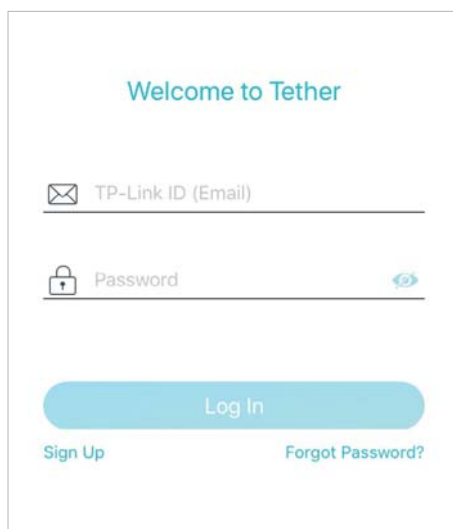 Welcome to Tether
TP-Link ID (Email)
Password
Log In
Sign Up Forgot Password?